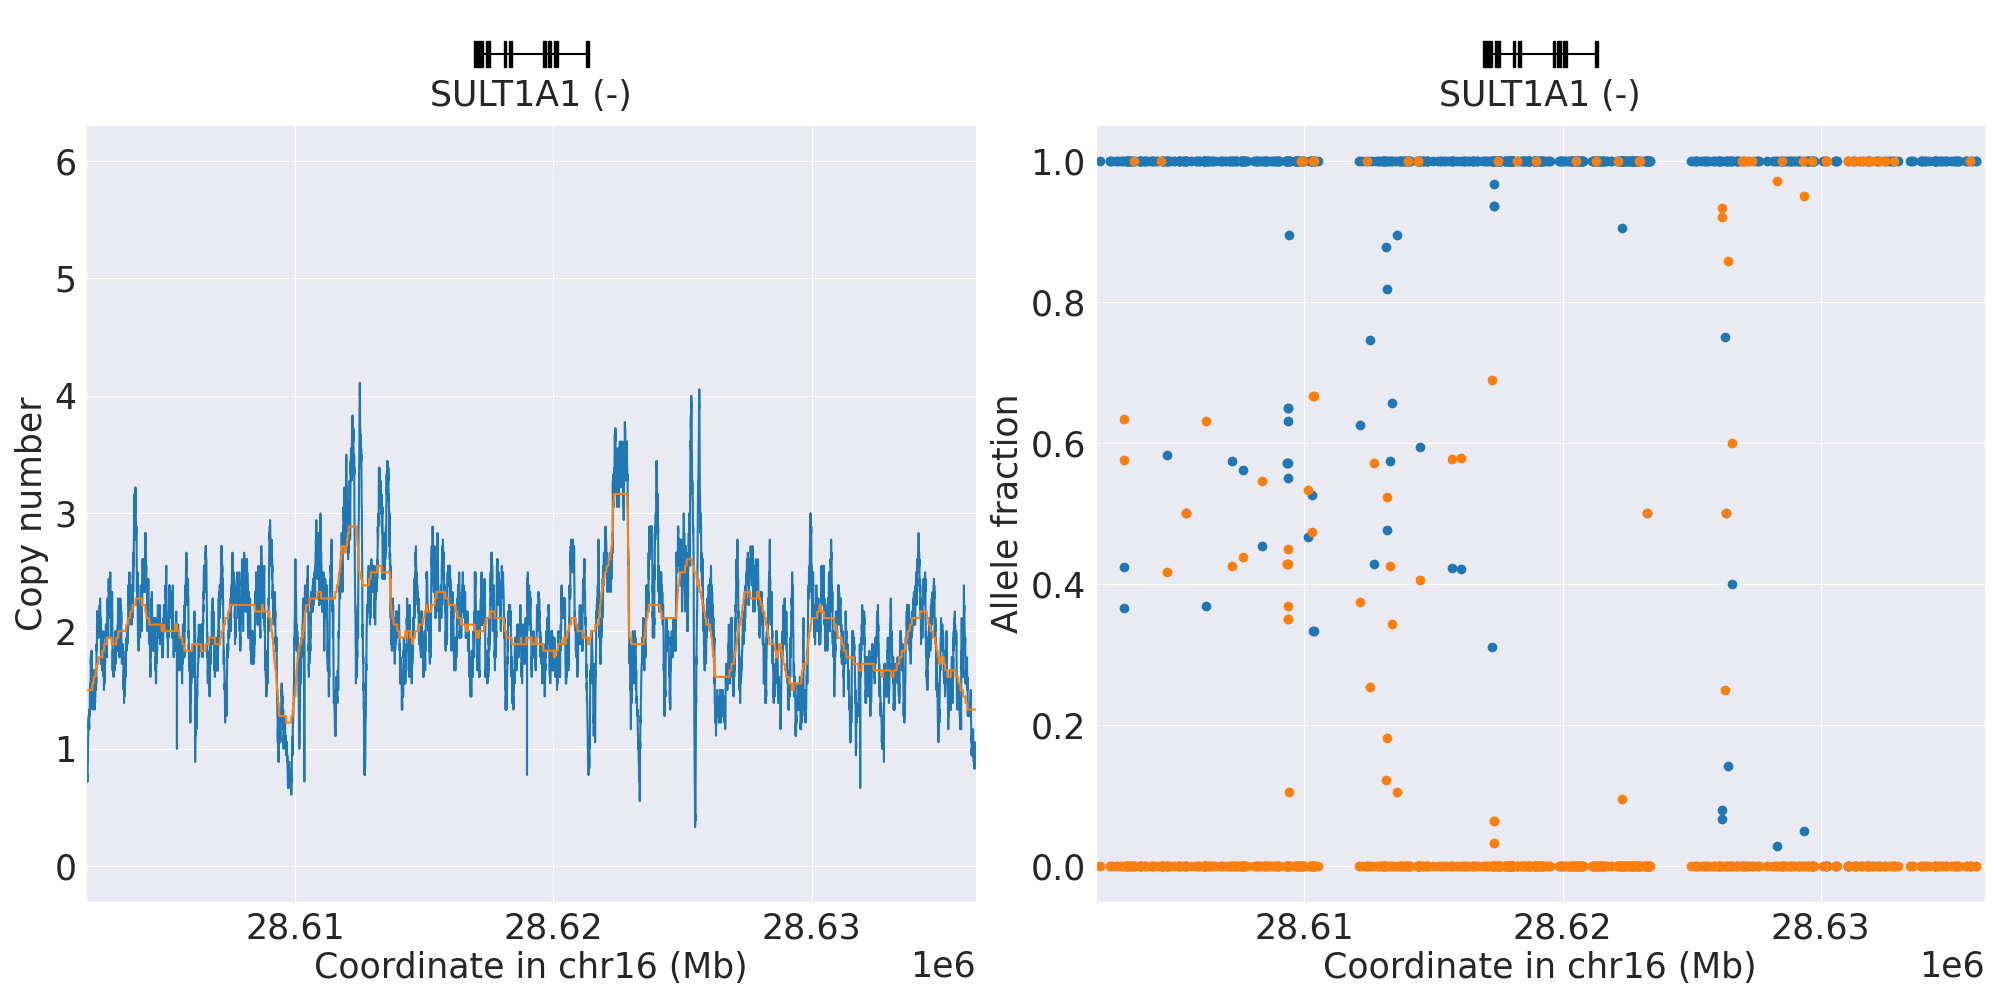 SULT1A1 (-)
6
5
4
3
2
1
0
Copy number
28.61
28.62
28.63
Coordinate in chr16 (Mb)
1e6
SULT1A1 (-)
1.0
0.8
0.6
0.4
0.2
0.0
Allele fraction
28.61
28.62
28.63
Coordinate in chr16 (Mb)
1e6